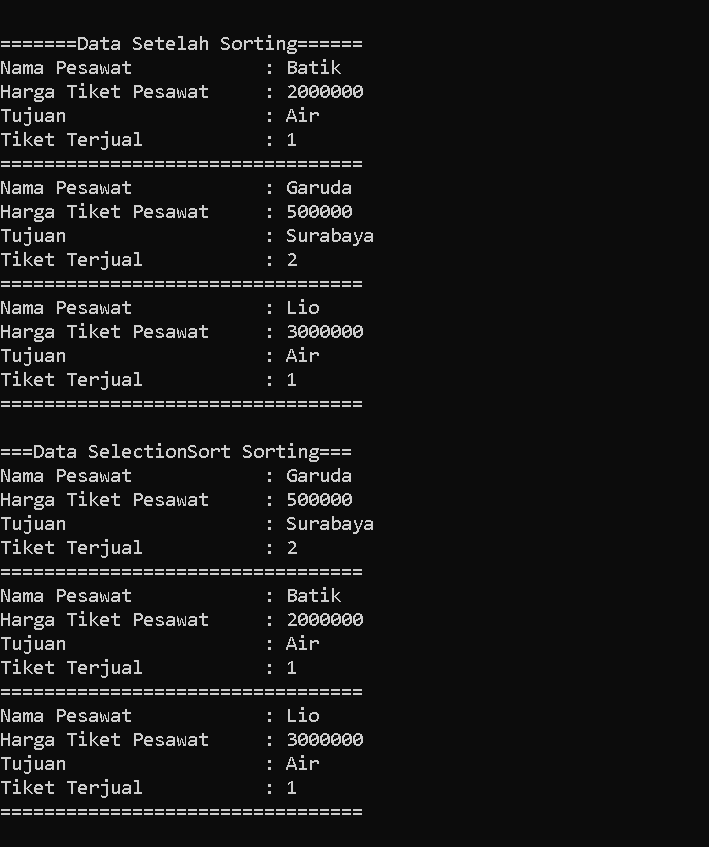 =======Data Setelah Sorting======
Nama Pesawat : Batik
Harga Tiket Pesawat : 2000000
Tujuan : Air
Tiket Terjual : 1
=================================
Nama Pesawat : Garuda
Harga Tiket Pesawat : 500000
Tujuan : Surabaya
Tiket Terjual : 2
=================================
Nama Pesawat : Lio
Harga Tiket Pesawat : 3000000
Tujuan : Air
Tiket Terjual : 1
=================================
===Data SelectionSort Sorting===
Nama Pesawat : Garuda
Harga Tiket Pesawat : 500000
Tujuan : Surabaya
Tiket Terjual : 2
=================================
Nama Pesawat : Batik
Harga Tiket Pesawat : 2000000
Tujuan : Air
Tiket Terjual : 1
=================================
Nama Pesawat : Lio
Harga Tiket Pesawat : 3000000
Tujuan : Air
Tiket Terjual : 1
=================================